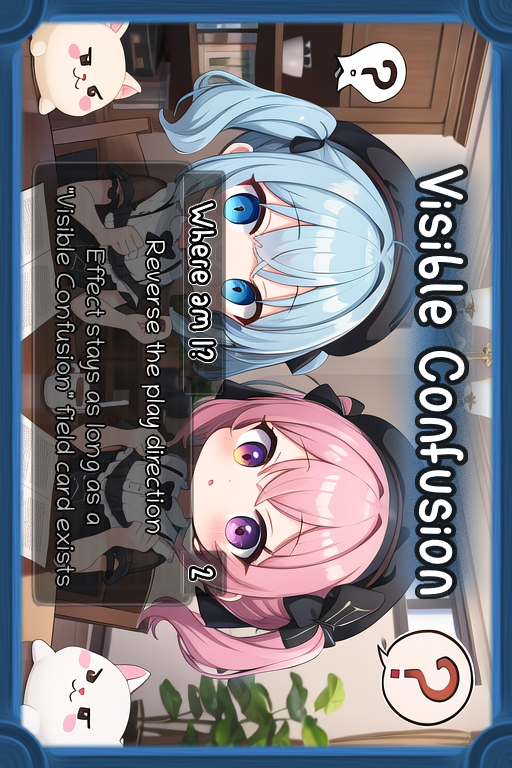 ?
Visible Confusion
?
Where am I? 2
Reverse the play direction
Effect stays as long as a
"Visible Confusion" field card exists